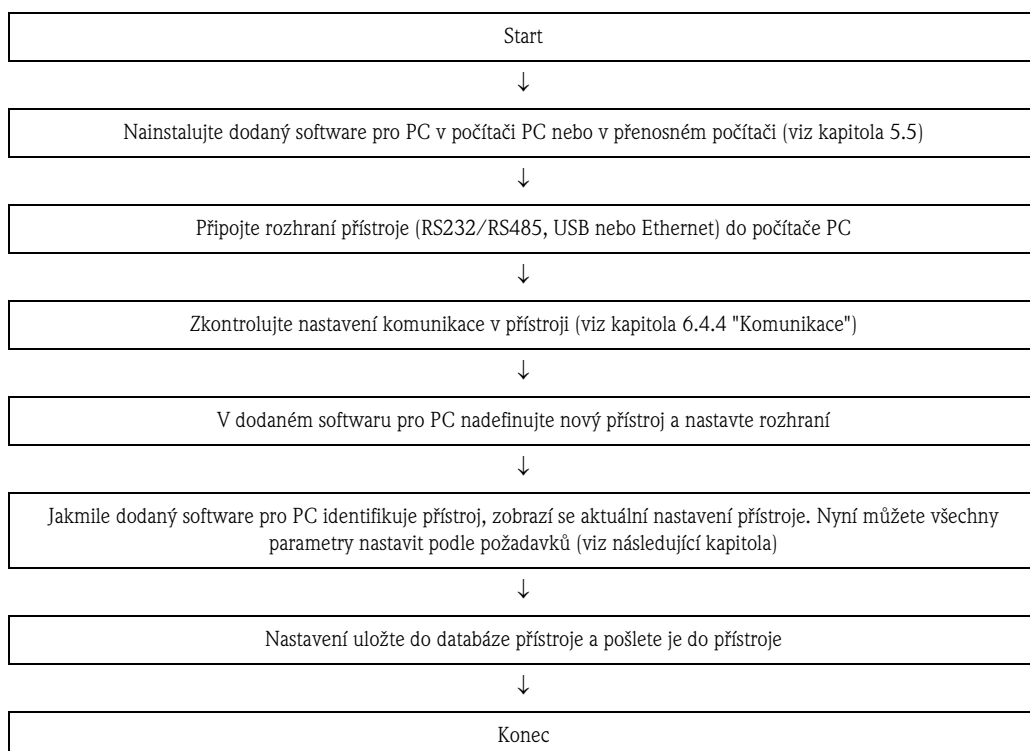 Start
↓
Nainstalujte dodaný software pro PC v počítači PC nebo v přenosném počítači (viz kapitola 5.5)
↓
Připojte rozhraní přístroje (RS232/RS485, USB nebo Ethernet) do počítače PC
↓
Zkontrolujte nastavení komunikace v přístroji (viz kapitola 6.4.4 "Komunikace")
↓
V dodaném softwaru pro PC nadefinujte nový přístroj a nastavte rozhraní
↓
Jakmile dodaný software pro PC identifikuje přístroj, zobrazí se aktuální nastavení přístroje. Nyní můžete všechny
parametry nastavit podle požadavků (viz následující kapitola)
↓
Nastavení uložte do databáze přístroje a pošlete je do přístroje
↓
Konec